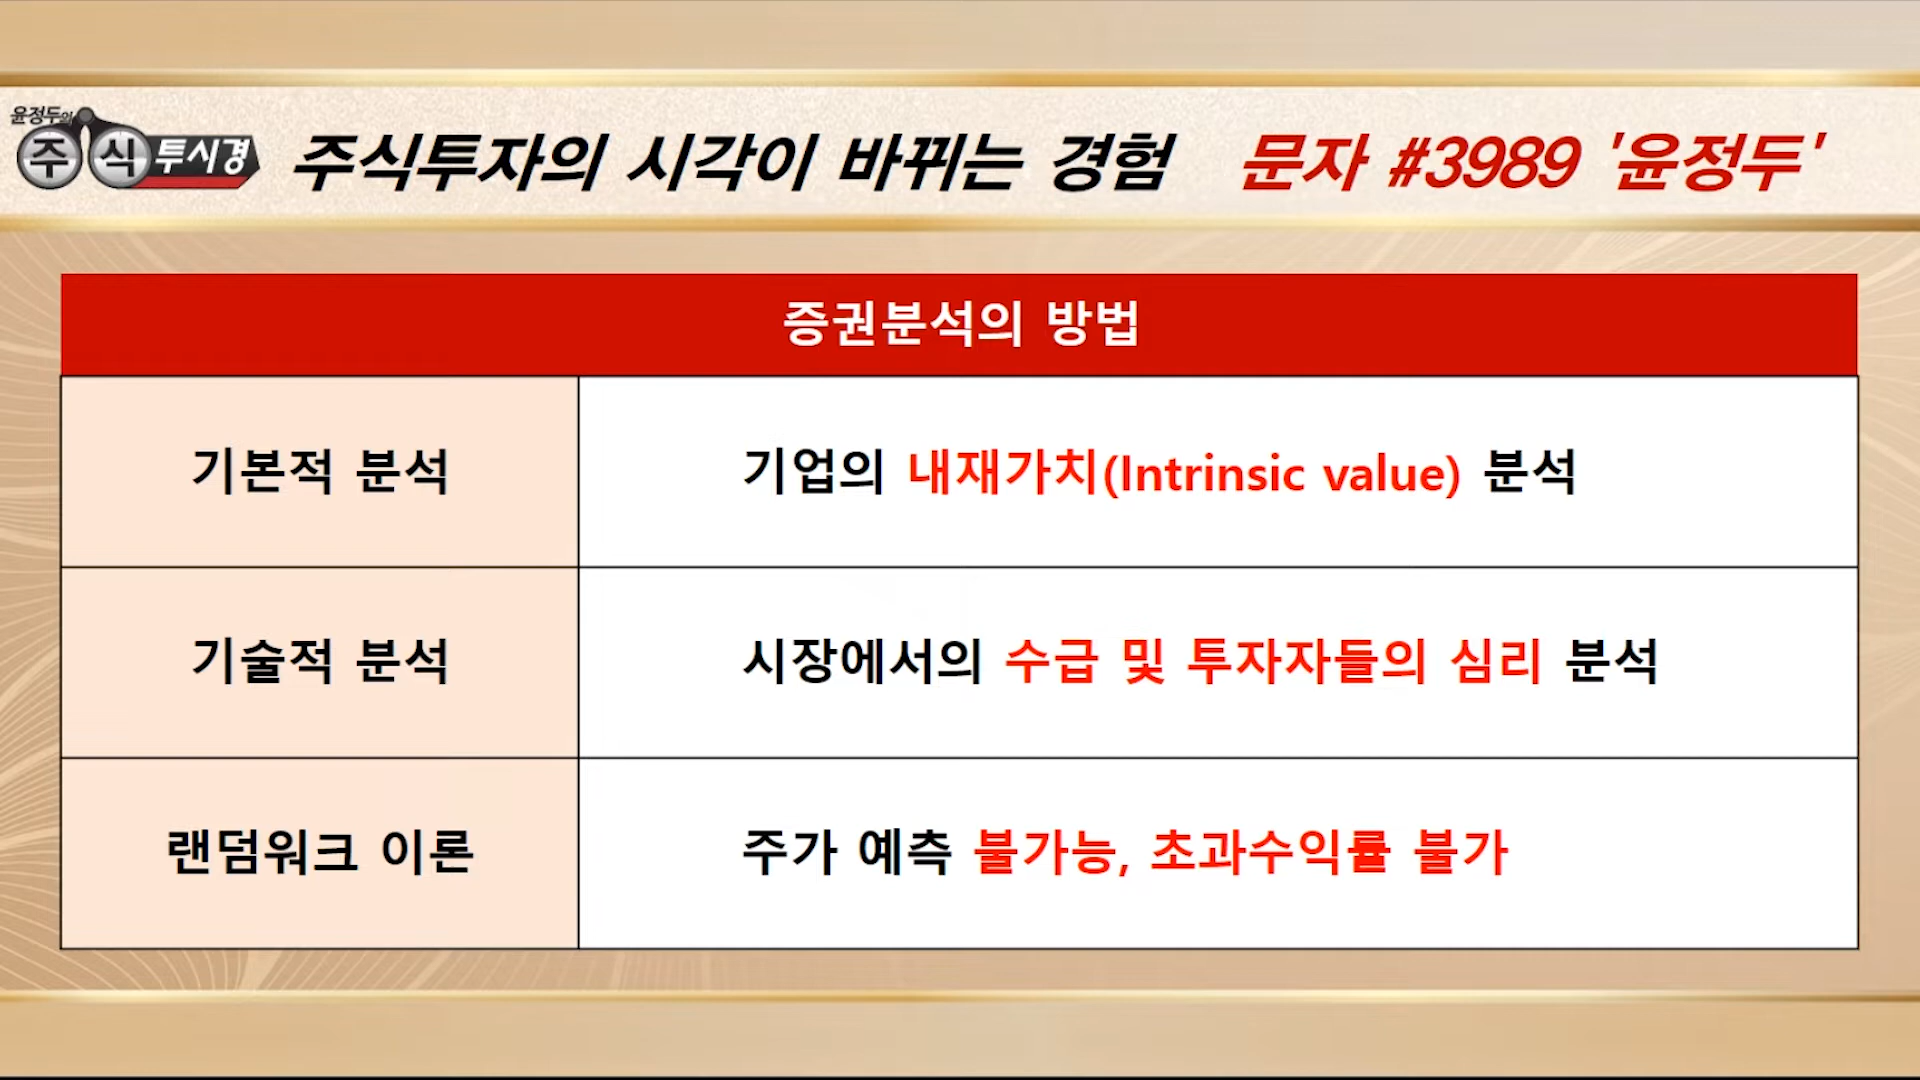 윤정두의
주식투시경
주식투자의 시각이 바뀌는 경험 문자 #3989 '윤정두'
증권분석의 방법
기본적 분석
기업의 내재가치(Intrinsic value) 분석
기술적 분석
시장에서의 수급 및 투자자들의 심리 분석
랜덤워크 이론
주가 예측 불가능, 초과수익률 불가